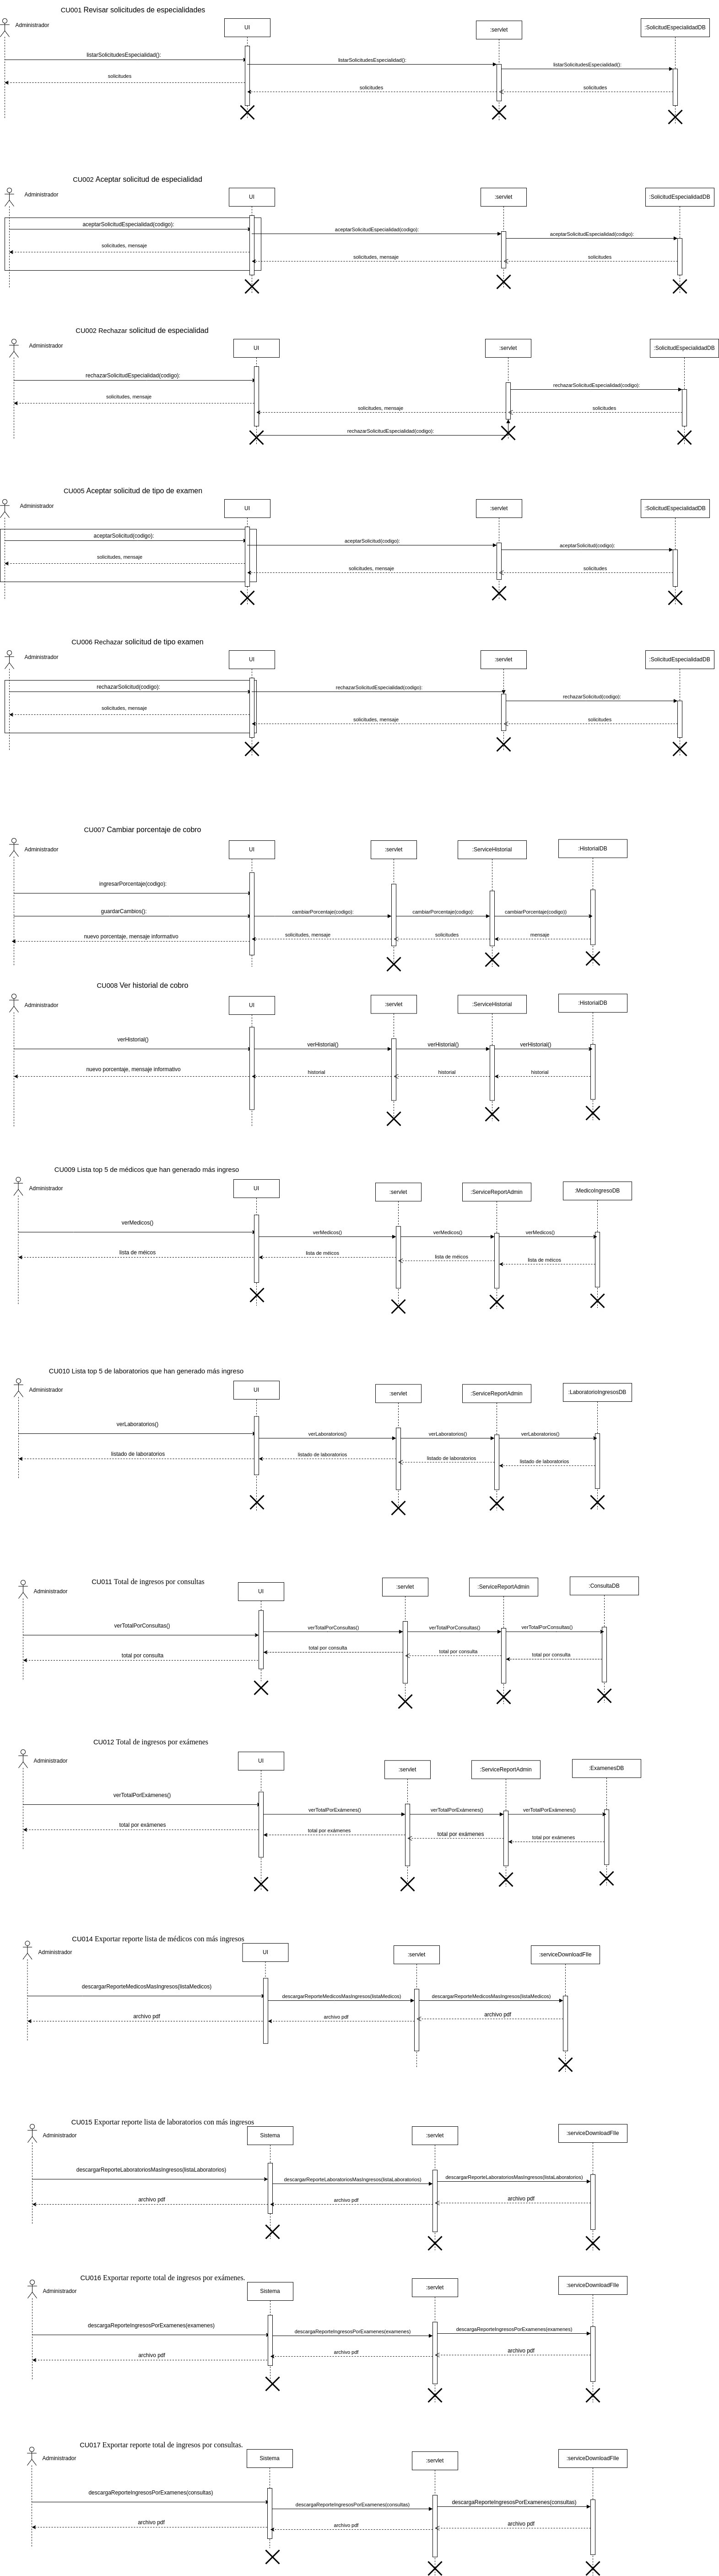 CU001 Revisar solicitudes de especialidades
Administrador
UI
:servlet
:SolicitudEspecialidadDB
listarSolicitudesEspecialidad():
listarSolicitudesEspecialidad():
listarSolicitudesEspecialidad():
solicitudes
solicitudes
solicitudes
CU002 Aceptar solicitud de especialidad
Administrador
UI
:servlet
:SolicitudEspecialidadDB
aceptarSolicitudEspecialidad(codigo):
aceptarSolicitudEspecialidad(codigo):
aceptarSolicitudEspecialidad(codigo):
solicitudes, mensaje
solicitudes, mensaje
solicitudes
CU002 Rechazar solicitud de especialidad
Administrador
UI
:servlet
:SolicitudEspecialidadDB
rechazarSolicitudEspecialidad(codigo):
rechazarSolicitudEspecialidad(codigo):
solicitudes, mensaje
solicitudes, mensaje
solicitudes
rechazarSolicitudEspecialidad(codigo):
CU005 Aceptar solicitud de tipo de examen
Administrador
UI
:servlet
:SolicitudEspecialidadDB
aceptarSolicitud(codigo):
aceptarSolicitud(codigo):
aceptarSolicitud(codigo):
solicitudes, mensaje
solicitudes, mensaje
solicitudes
CU006 Rechazar solicitud de tipo examen
Administrador
UI
:servlet
:SolicitudEspecialidadDB
rechazarSolicitud(codigo):
rechazarSolicitudEspecialidad(codigo):
rechazarSolicitud(codigo):
solicitudes, mensaje
solicitudes, mensaje
solicitudes
CU007 Cambiar porcentaje de cobro
Administrador
UI
:servlet
:ServiceHistorial
:HistorialDB
ingresarPorcentaje(codigo):
guardarCambios():
cambiarPorcentaje(codigo):
cambiarPorcentaje(codigo):
cambiarPorcentaje(codigo))
nuevo porcentaje, mensaje informativo
solicitudes, mensaje
solicitudes
mensaje
CU008 Ver historial de cobro
Administrador
UI
:servlet
:ServiceHistorial
:HistorialDB
verHistorial()
verHistorial()
verHistorial()
verHistorial()
nuevo porcentaje, mensaje informativo
historial
historial
historial
CU009 Lista top 5 de médicos que han generado más ingreso
Administrador
UI
:servlet
:ServiceReportAdmin
:MedicoIngresoDB
verMedicos()
verMedicos()
verMedicos()
verMedicos()
lista de méicos
lista de méicos
lista de méicos
lista de méicos
CU010 Lista top 5 de laboratorios que han generado más ingreso
Administrador
UI
:servlet
:ServiceReportAdmin
:LaboratorioIngresosDB
verLaboratorios()
verLaboratorios()
verLaboratorios()
verLaboratorios()
listado de laboratorios
listado de laboratorios
listado de laboratorios
listado de laboratorios
CU011 Total de ingresos por consultas
Administrador
UI
:servlet
:ServiceReportAdmin
:ConsultaDB
verTotalPorConsultas()
verTotalPorConsultas()
verTotalPorConsultas()
verTotalPorConsultas()
total por consulta
total por consulta
total por consulta
total por consulta
CU012 Total de ingresos por exámenes
Administrador
UI
:servlet
:ServiceReportAdmin
:ExamenesDB
verTotalPorExámenes()
verTotalPorExámenes()
verTotalPorExámenes()
verTotalPorExámenes()
total por exámenes
total por exámenes
total por exámenes
total por exámenes
CU014 Exportar reporte lista de médicos con más ingresos
Administrador
UI
:servlet
:serviceDownloadFIle
descargarReporteMedicosMasIngresos(listaMedicos)
descargarReporteMedicosMasIngresos(listaMedicos)
descargarReporteMedicosMasIngresos(listaMedicos)
archivo pdf
archivo pdf
archivo pdf
CU015 Exportar reporte lista de laboratorios con más ingresos
Administrador
Sistema
:servlet
:serviceDownloadFIle
descargarReporteLaboratoriosMasIngresos(listaLaboratorios)
descargarReporteLaboratoriosMasIngresos(listaLaboratorios)
descargarReporteLaboratoriosMasIngresos(listaLaboratorios)
archivo pdf
archivo pdf
archivo pdf
CU016 Exportar reporte total de ingresos por exámenes.
Administrador
Sistema
:servlet
:serviceDownloadFIle
descargaReporteIngresosPorExamenes(examenes)
descargaReporteIngresosPorExamenes(examenes)
descargaReporteIngresosPorExamenes(examenes)
archivo pdf
archivo pdf
archivo pdf
CU017 Exportar reporte total de ingresos por consultas.
Administrador
Sistema
:servlet
:serviceDownloadFIle
descargaReporteIngresosPorExamenes(consultas)
descargaReporteIngresosPorExamenes(consultas)
descargaReporteIngresosPorExamenes(consultas)
archivo pdf
archivo pdf
archivo pdf